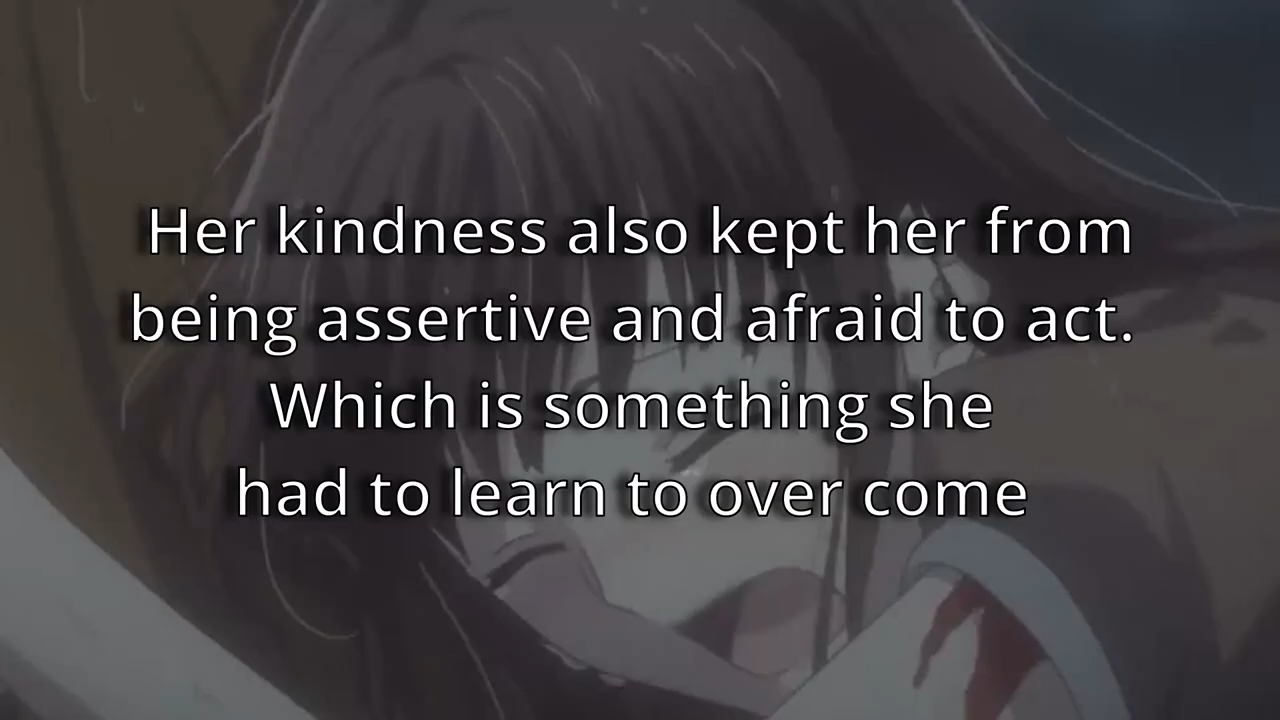 Her kindness also kept her from
being assertive and afraid to act.
Which is something she
had to learn to over come